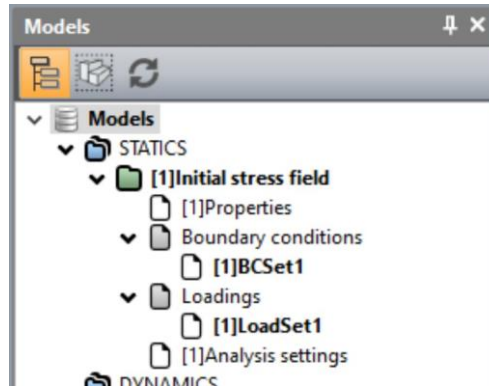 Models
Models
STATICS
[1]Initial stress field
[1]Properties
Boundary conditions
[1]BCSet1
Loadings
[1]LoadSet1
[1]Analysis settings
DYNAMICS